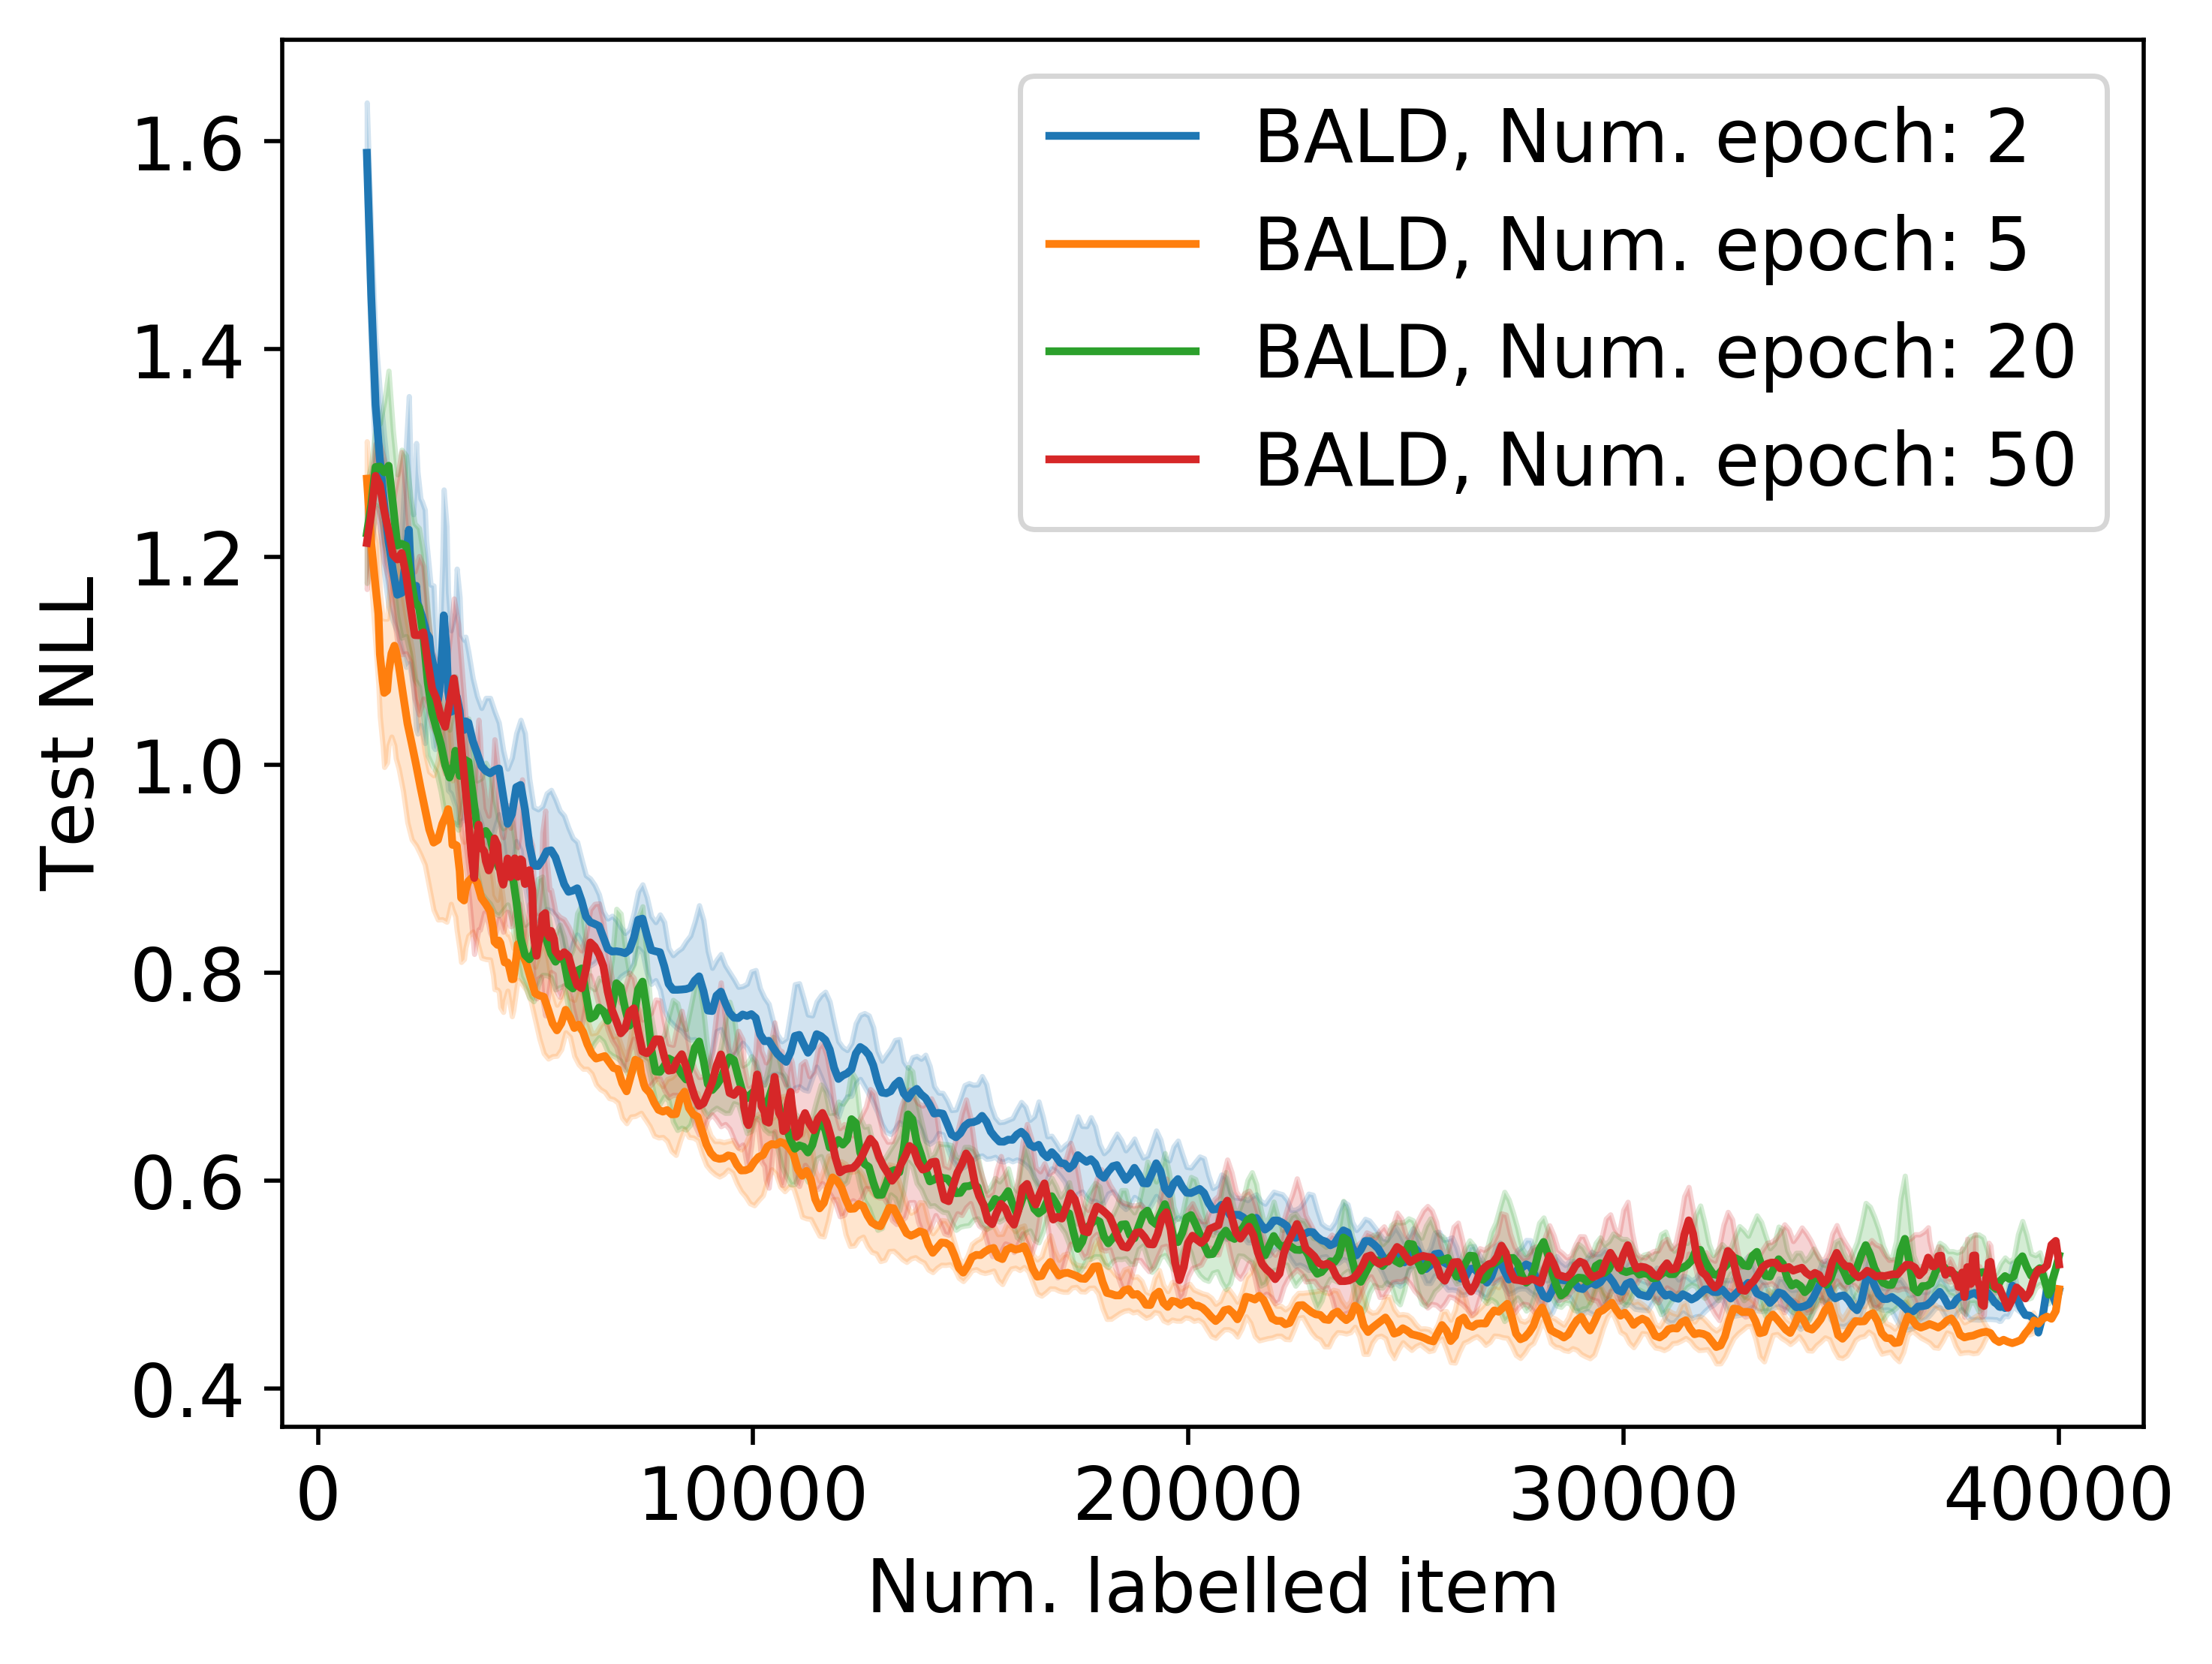 BALD, Num. epoch: 2
BALD, Num. epoch: 5
BALD, Num. epoch: 20
BALD, Num. epoch: 50
Test NLL
1.6
1.4
1.2
1.0
0.8
0.6
0.4
0 10000 20000 30000 40000
Num. labelled item